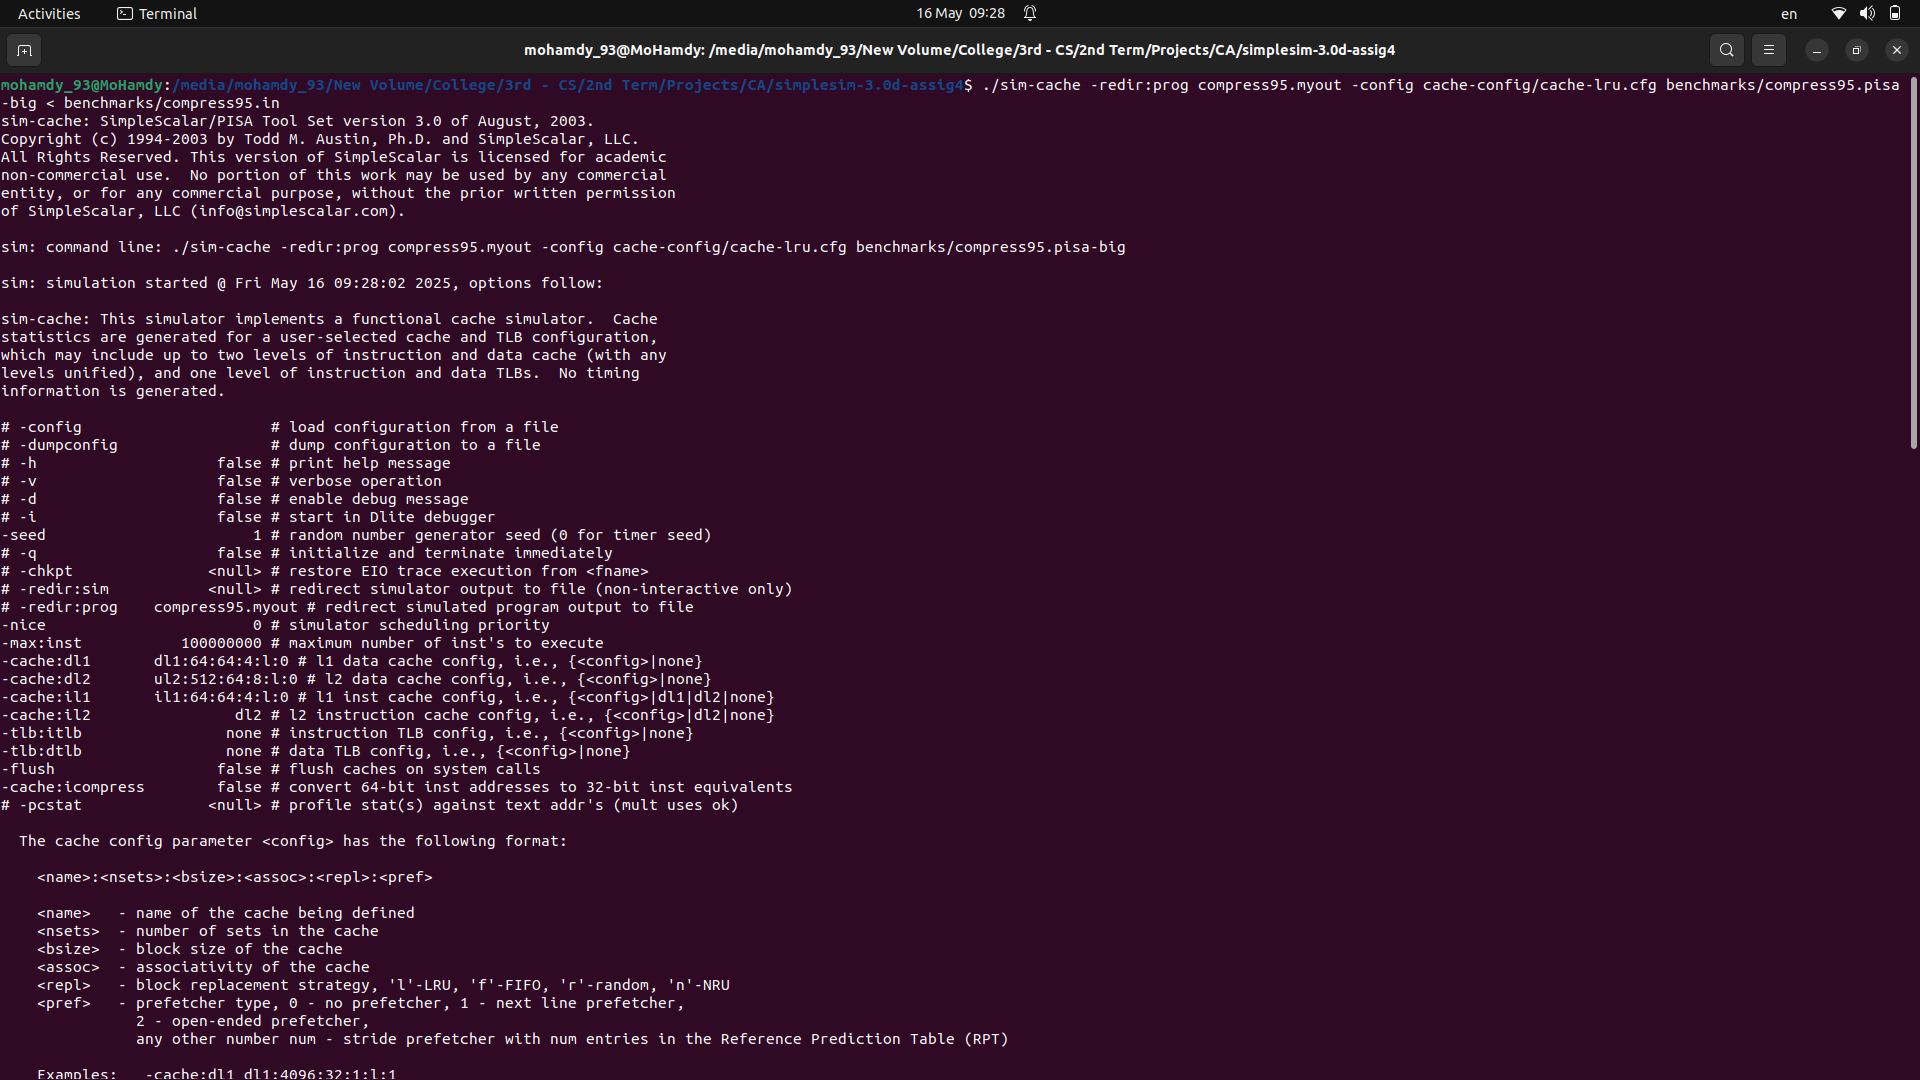 Activities Terminal 16 May 09:28 en
mohamdy_93@MoHamdy: /media/mohamdy_93/New Volume/College/3rd - CS/2nd Term/Projects/CA/simplesim-3.0d-assig4
mohamdy_93@MoHamdy:/media/mohamdy_93/New Volume/College/3rd - CS/2nd Term/Projects/CA/simplesim-3.0d-assig4$ ./sim-cache -redir:prog compress95.myout -config cache-config/cache-lru.cfg benchmarks/compress95.pisa
-big < benchmarks/compress95.in
sim-cache: SimpleScalar/PISA Tool Set version 3.0 of August, 2003.
Copyright (c) 1994-2003 by Todd M. Austin, Ph.D. and SimpleScalar, LLC.
All Rights Reserved. This version of SimpleScalar is licensed for academic
non-commercial use.  No portion of this work may be used by any commercial
entity, or for any commercial purpose, without the prior written permission
of SimpleScalar, LLC (info@simplescalar.com).
sim: command line: ./sim-cache -redir:prog compress95.myout -config cache-config/cache-lru.cfg benchmarks/compress95.pisa-big
sim: simulation started @ Fri May 16 09:28:02 2025, options follow:
sim-cache: This simulator implements a functional cache simulator.  Cache
statistics are generated for a user-selected cache and TLB configuration,
which may include up to two levels of instruction and data cache (with any
levels unified), and one level of instruction and data TLBs.  No timing
information is generated.
# -config                     # load configuration from a file
# -dumpconfig                 # dump configuration to a file
# -h                    false # print help message
# -v                    false # verbose operation
# -d                    false # enable debug message
# -i                    false # start in Dlite debugger
-seed                       1 # random number generator seed (0 for timer seed)
# -q                    false # initialize and terminate immediately
# -chkpt               <null> # restore EIO trace execution from <fname>
# -redir:sim           <null> # redirect simulator output to file (non-interactive only)
# -redir:prog    compress95.myout # redirect simulated program output to file
-nice                       0 # simulator scheduling priority
-max:inst           100000000 # maximum number of inst's to execute
-cache:dl1       dl1:64:64:4:l:0 # l1 data cache config, i.e., {<config>|none}
-cache:dl2       ul2:512:64:8:l:0 # l2 data cache config, i.e., {<config>|none}
-cache:il1       il1:64:64:4:l:0 # l1 inst cache config, i.e., {<config>|dl1|dl2|none}
-cache:il2                dl2 # l2 instruction cache config, i.e., {<config>|dl2|none}
-tlb:itlb                none # instruction TLB config, i.e., {<config>|none}
-tlb:dtlb                none # data TLB config, i.e., {<config>|none}
-flush                  false # flush caches on system calls
-cache:icompress        false # convert 64-bit inst addresses to 32-bit inst equivalents
# -pcstat              <null> # profile stat(s) against text addr's (mult uses ok)
The cache config parameter <config> has the following format:
<name>:<nsets>:<bsize>:<assoc>:<repl>:<pref>
<name>   - name of the cache being defined
<nsets>  - number of sets in the cache
<bsize>  - block size of the cache
<assoc>  - associativity of the cache
<repl>   - block replacement strategy, 'l'-LRU, 'f'-FIFO, 'r'-random, 'n'-NRU
<pref>   - prefetcher type, 0 - no prefetcher, 1 - next line prefetcher,
2 - open-ended prefetcher,
any other number num - stride prefetcher with num entries in the Reference Prediction Table (RPT)
Examples:   -cache:dl1 dl1:4096:32:1:l:1